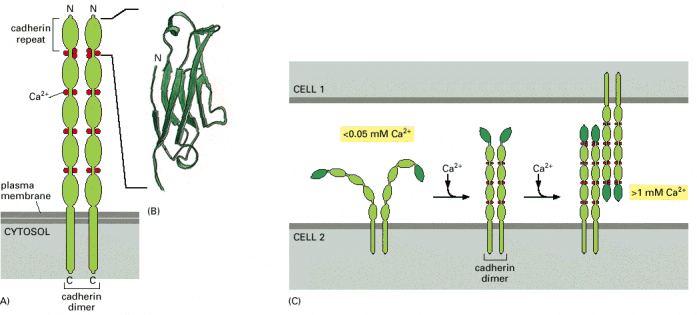 N N
cadherin
repeat
Ca2+
plasma
membrane
CYTOSOL
C C
cadherin
dimer
A)
N
(B)
CELL 1
<0.05 mM Ca2+
Ca2+
Ca2+
>1 mM Ca2+
CELL 2
cadherin
dimer
(C)